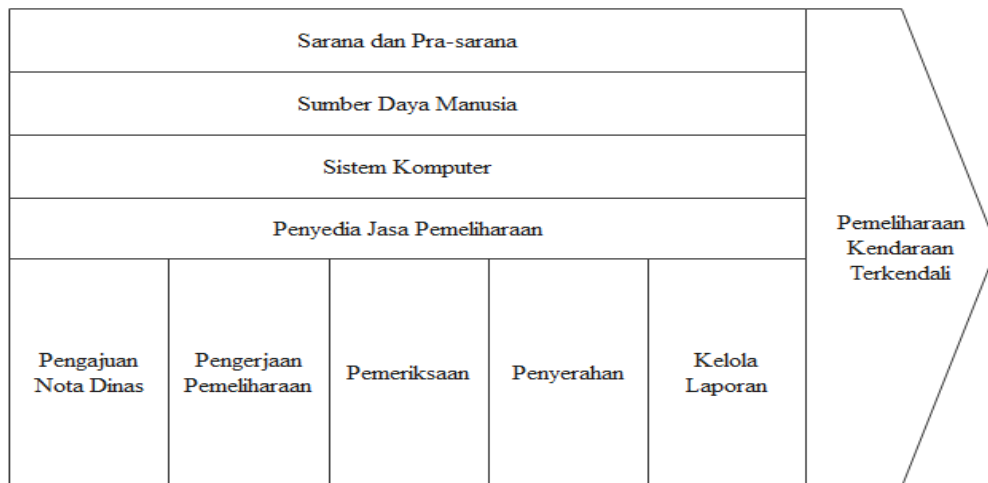 Sarana dan Pra-sarana
Sumber Daya Manusia
Sistem Komputer
Penyedia Jasa Pemeliharaan
Pengajuan
Nota Dinas
Pengerjaan
Pemeliharaan
Pemeriksaan
Penyerahan
Kelola
Laporan
Pemeliharaan
Kendaraan
Terkendali